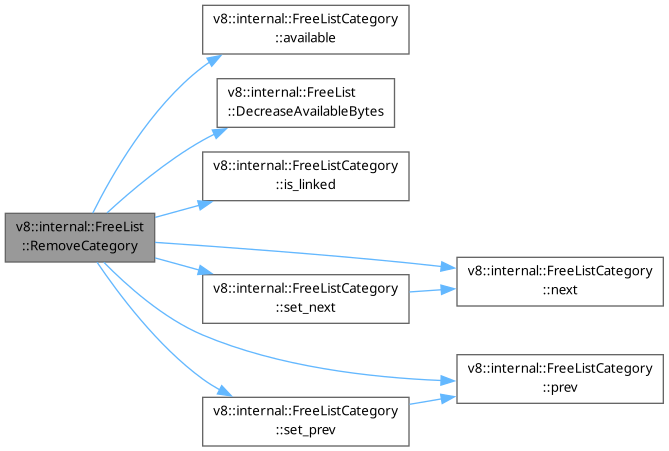 v8::internal::FreeListCategory
::available
v8::internal::FreeList
::DecreaseAvailableBytes
v8::internal::FreeListCategory
::is_linked
v8::internal::FreeList
::RemoveCategory
v8::internal::FreeListCategory
::next
v8::internal::FreeListCategory
::set_next
v8::internal::FreeListCategory
::prev
v8::internal::FreeListCategory
::set_prev